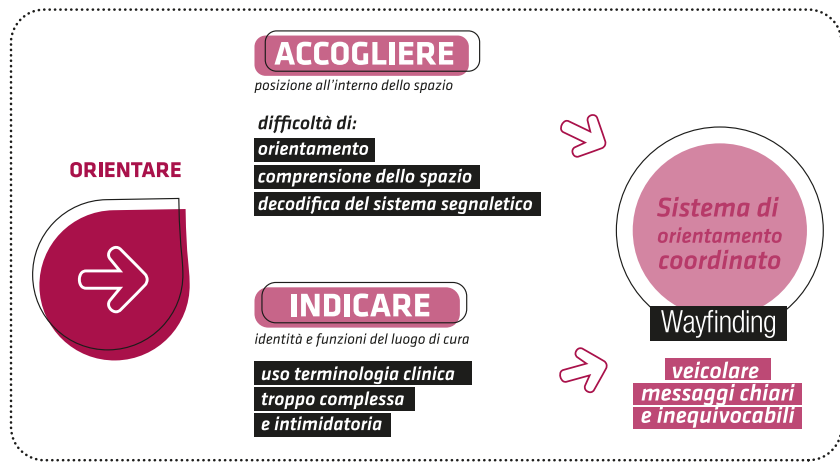 ORIENTARE
ACCOGLIERE
posizione all'interno dello spazio
difficoltà di:
orientamento
comprensione dello spazio
decodifica del sistema segnaletico
INDICARE
identità e funzioni del luogo di cura
uso terminologia clinica
troppo complessa
e intimidatoria
Sistema di
orientamento
coordinato
Wayfinding
veicolare
messaggi chiari
e inequivocabili